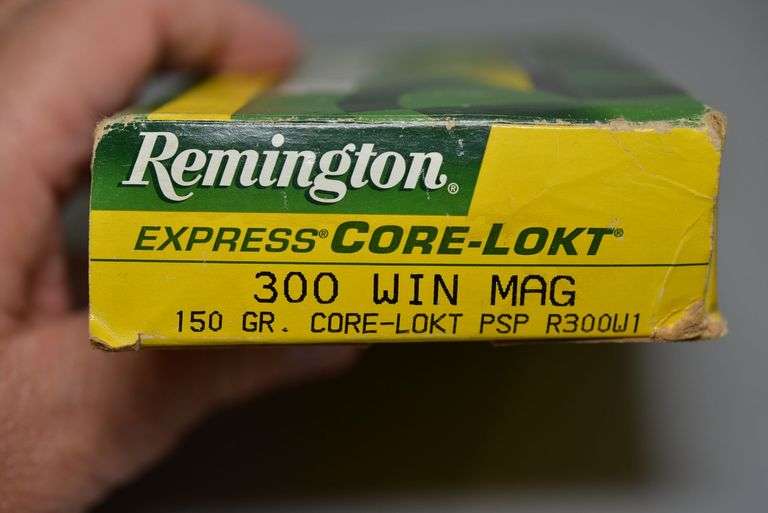 Remington®
EXPRESS® CORE-LOKT®
300 WIN MAG
150 GR. CORE-LOKT PSP R300W1